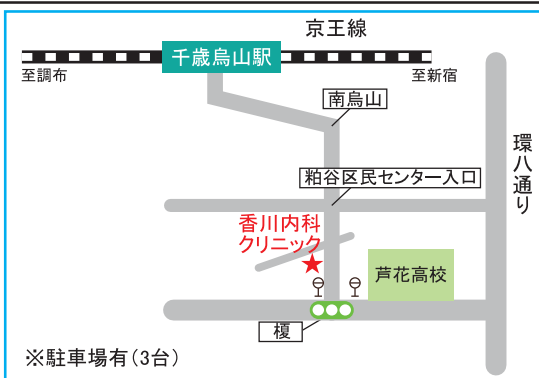 京王線
千歳烏山駅
至調布
至新宿
南烏山
環八通り
粕谷区民センター入口
香川内科
クリニック
芦花高校
榎
※駐車場有(3台)